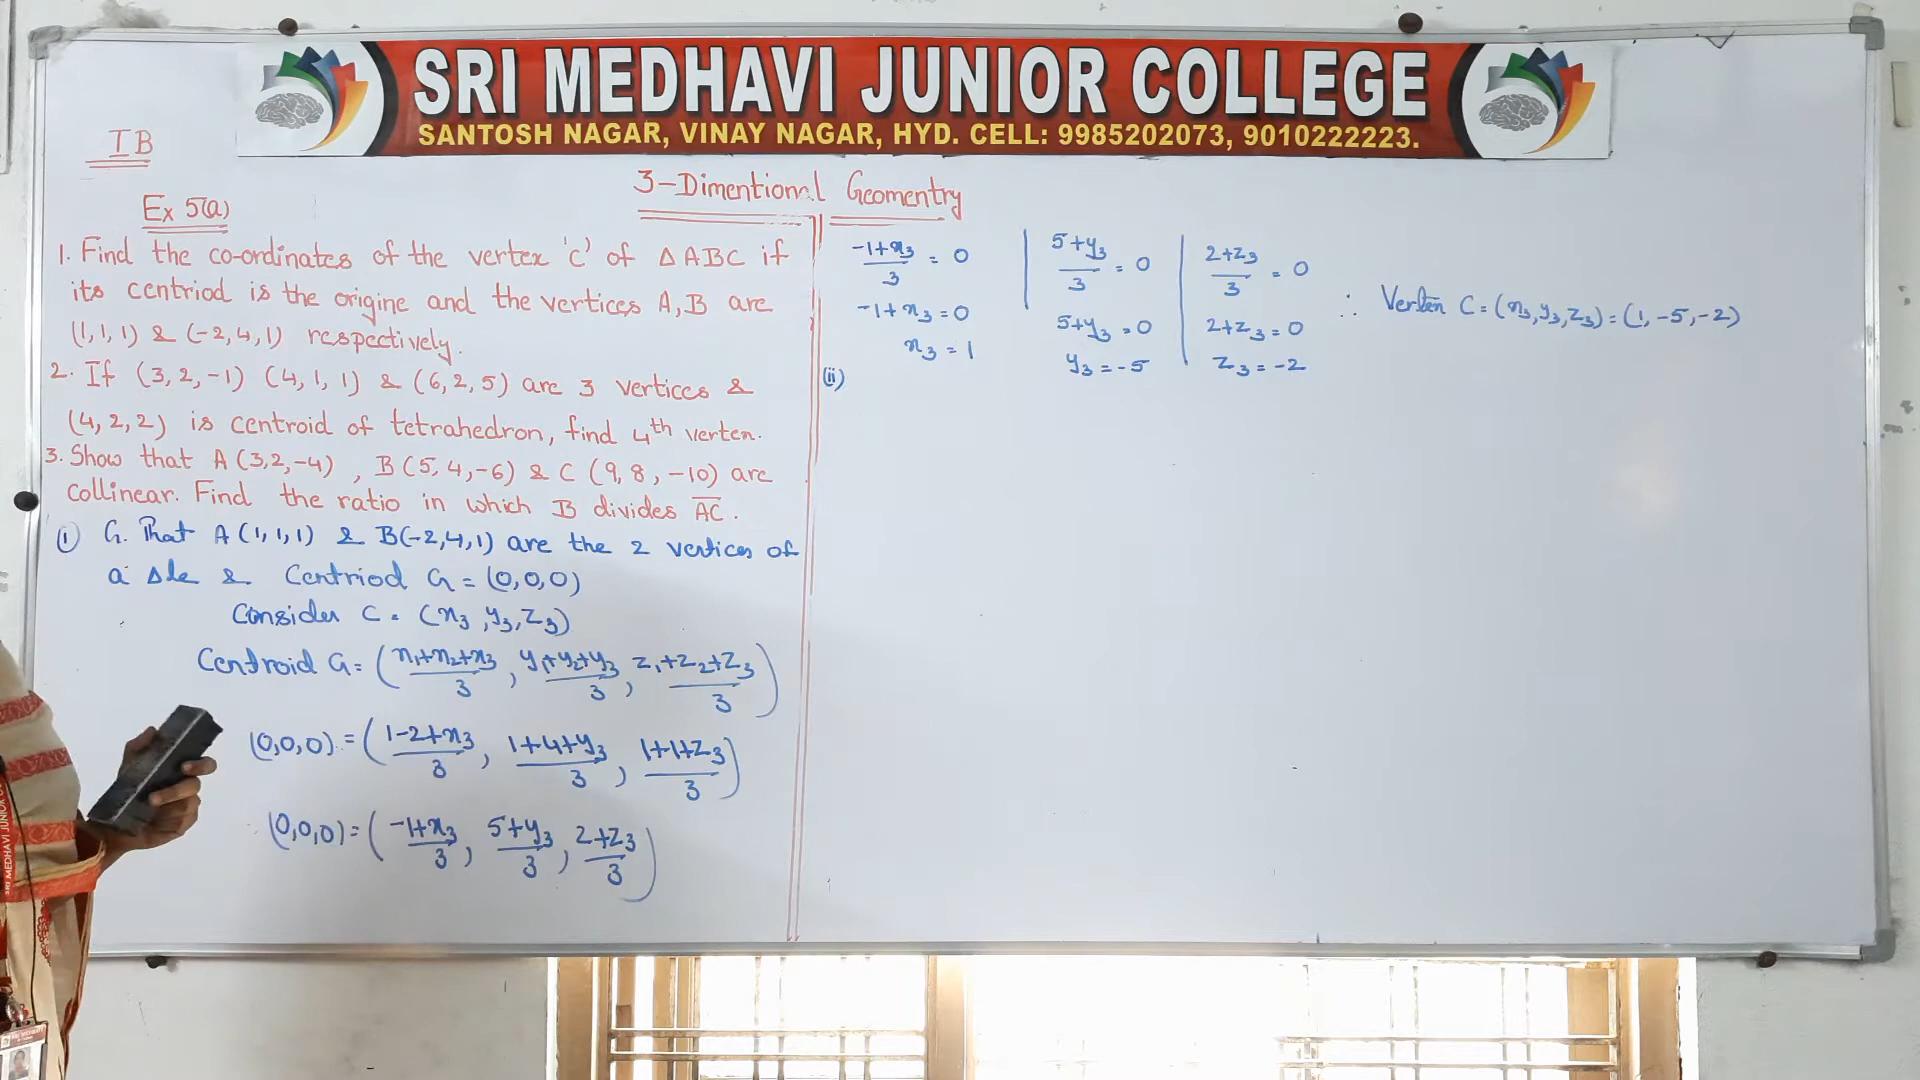 SRI MEDHAVI JUNIOR COLLEGE
SANTOSH NAGAR, VINAY NAGAR, HYD. CELL: 9985202073, 9010222223.
IB
3-Dimentional Geomentry
Ex 5(a)
1. Find the co-ordinates of the vertex 'c' of Δ ABC if
its centriod is the origine and the vertices A, B are
(1, 1, 1) & (-2, 4, 1) respectively.
2. If (3, 2, -1) (4, 1, 1) & (6, 2, 5) are 3 vertices &
(4, 2, 2) is centroid of tetrahedron, find 4th vertex.
3. Show that A (3, 2, -4) , B (5, 4, -6) & C (9, 8, -10) are
collinear. Find the ratio in which B divides A̅C̅.
(i) G. That A (1, 1, 1) & B(-2, 4, 1) are the 2 vertices of
a Δle & Centriod G = (0, 0, 0)
Consider C = (x₃, y₃, z₃)
Centroid G = ( (x₁+x₂+x₃)/3 , (y₁+y₂+y₃)/3 , (z₁+z₂+z₃)/3 )
(0,0,0) = ( (1-2+x₃)/3 , (1+4+y₃)/3 , (1+1+z₃)/3 )
(0,0,0) = ( (-1+x₃)/3 , (5+y₃)/3 , (2+z₃)/3 )
(-1+x₃)/3 = 0 | (5+y₃)/3 = 0 | (2+z₃)/3 = 0
-1+x₃ = 0 | 5+y₃ = 0 | 2+z₃ = 0
x₃ = 1 | y₃ = -5 | z₃ = -2
∴ Vertex C = (x₃, y₃, z₃) = (1, -5, -2)
(ii)
SRI MEDHAVI JUNIOR CO